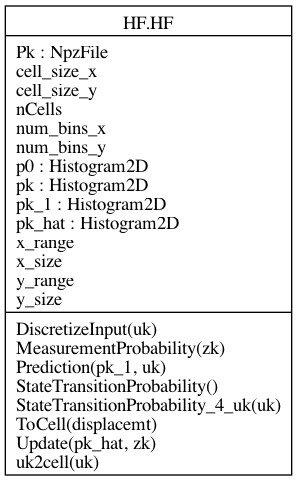 HF.HF
Pk : NpzFile
cell_size_x
cell_size_y
nCells
num_bins_x
num_bins_y
p0 : Histogram2D
pk : Histogram2D
pk_1 : Histogram2D
pk_hat : Histogram2D
x_range
x_size
y_range
y_size
DiscretizeInput(uk)
MeasurementProbability(zk)
Prediction(pk_1, uk)
StateTransitionProbability()
StateTransitionProbability_4_uk(uk)
ToCell(displacemt)
Update(pk_hat, zk)
uk2cell(uk)